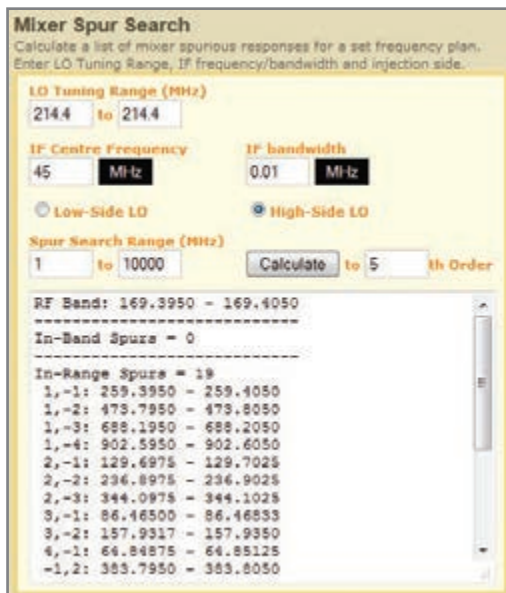 Mixer Spur Search
Calculate a list of mixer spurious responses for a set frequency plan.
Enter LO Tuning Range, IF frequency/bandwidth and injection side.
LO Tuning Range (MHz)
214.4 to 214.4
IF Centre Frequency IF bandwidth
45 MHz 0.01 MHz
Low-Side LO High-Side LO
Spur Search Range (MHz)
1 to 10000 Calculate to 5 th Order
RF Band: 169.3950 - 169.4050
----------------------------
In-Band Spurs = 0
----------------------------
In-Range Spurs = 19
1,-1: 259.3950 - 259.4050
1,-2: 473.7950 - 473.8050
1,-3: 688.1950 - 688.2050
1,-4: 902.5950 - 902.6050
2,-1: 129.6975 - 129.7025
2,-2: 236.8975 - 236.9025
2,-3: 344.0975 - 344.1025
3,-1: 86.46500 - 86.46833
3,-2: 157.9317 - 157.9350
4,-1: 64.84875 - 64.85125
-1,2: 383.7950 - 383.8050